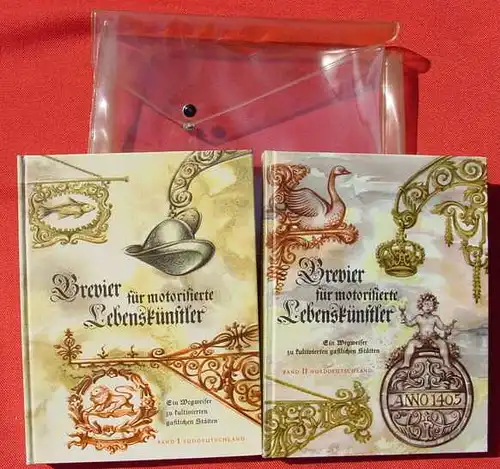 Brevier
für motorisierte
Lebenskünstler
Ein Wegweiser
zu kultivierten
gastlichen Stätten
BAND I SÜDDEUTSCHLAND
Brevier
für motorisierte
Lebenskünstler
Ein Wegweiser
zu kultivierten gastlichen Stätten
BAND II NORDDEUTSCHLAND
ANNO 1405